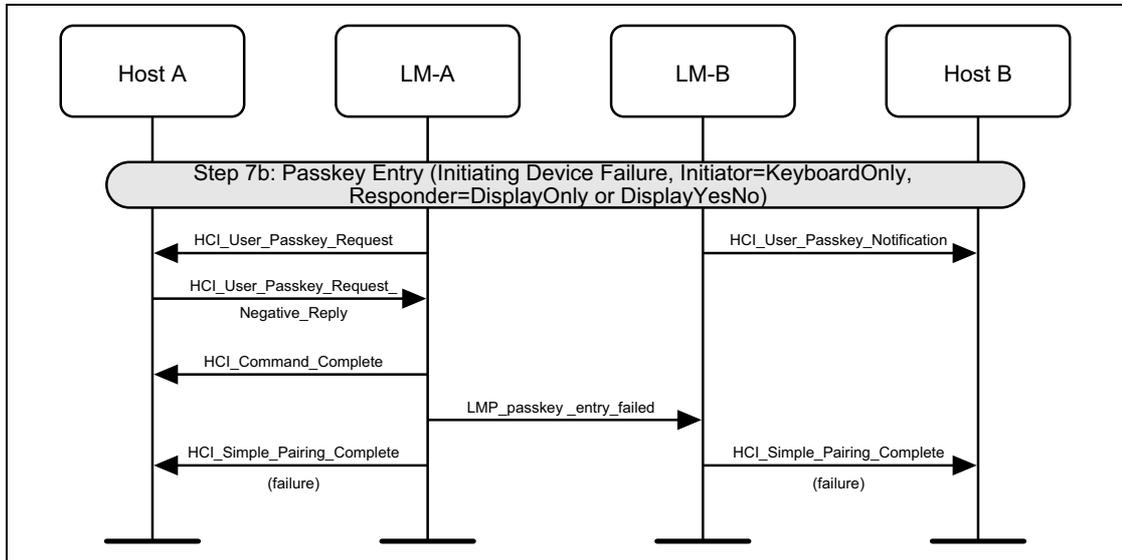 Host A
LM-A
LM-B
Host B
Step 7b: Passkey Entry (Initiating Device Failure, Initiator=KeyboardOnly,
Responder=DisplayOnly or DisplayYesNo)
HCI_User_Passkey_Request
HCI_User_Passkey_Notification
HCI_User_Passkey_Request_
Negative_Reply
HCI_Command_Complete
LMP_passkey _entry_failed
HCI_Simple_Pairing_Complete
(failure)
HCI_Simple_Pairing_Complete
(failure)